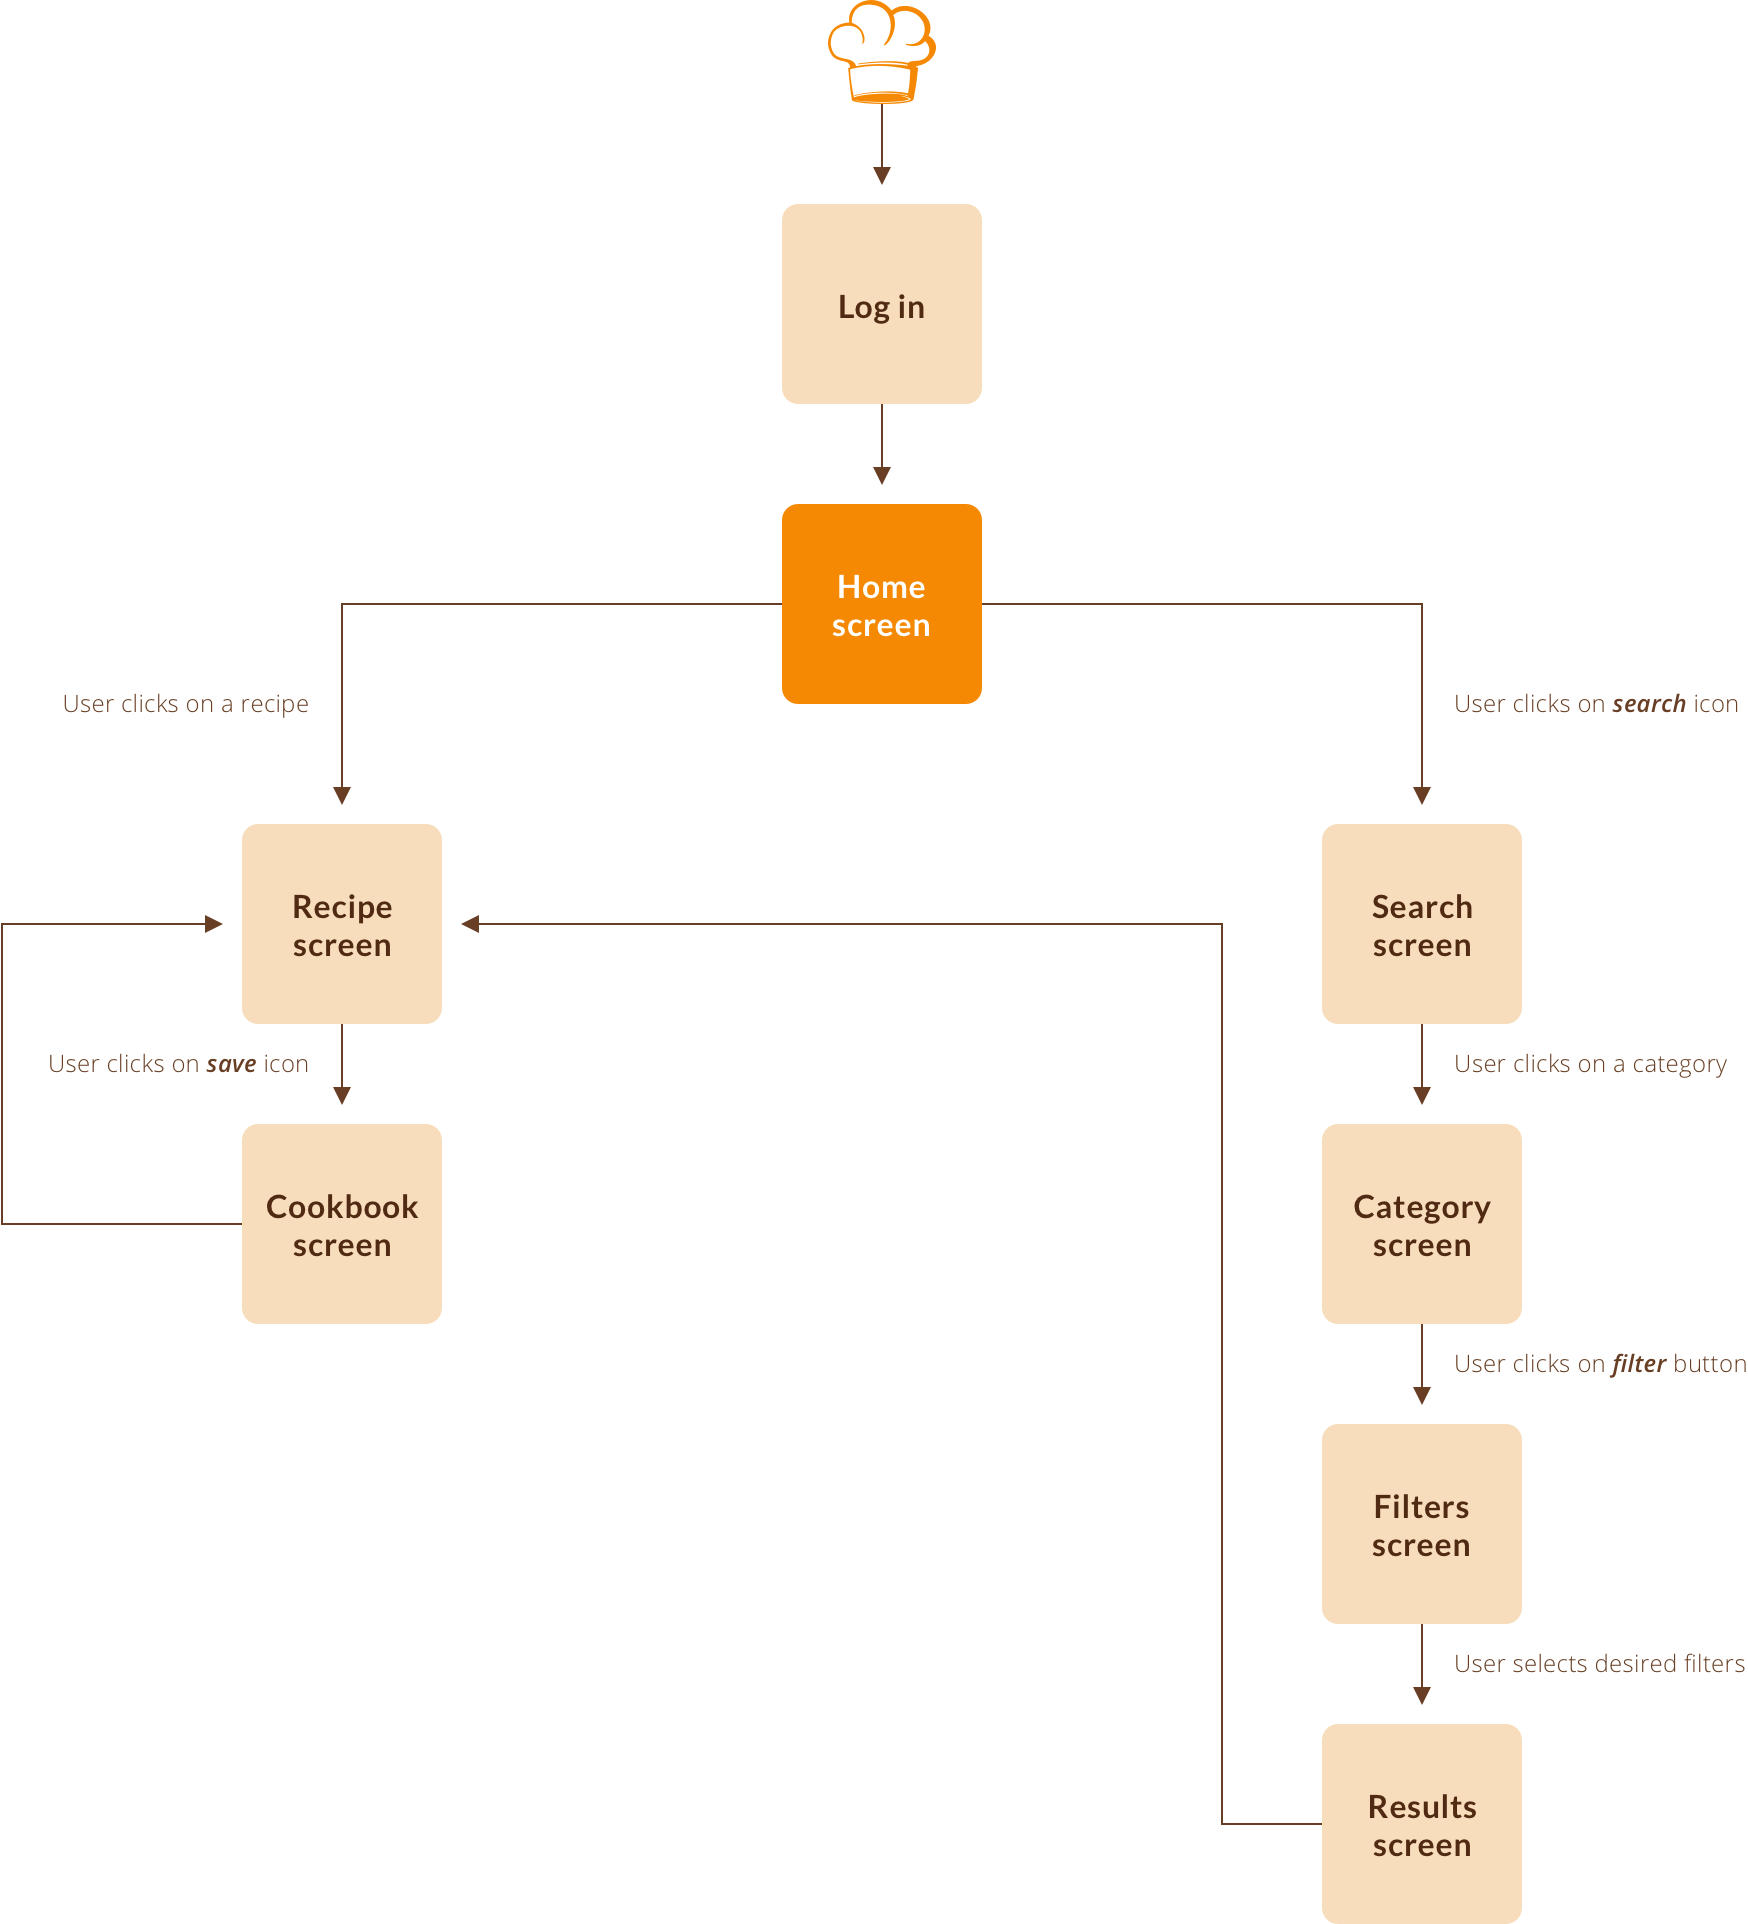 Log in
Home
screen
User clicks on a recipe
User clicks on search icon
Recipe
screen
Search
screen
User clicks on save icon
User clicks on a category
Cookbook
screen
Category
screen
User clicks on filter button
Filters
screen
User selects desired filters
Results
screen